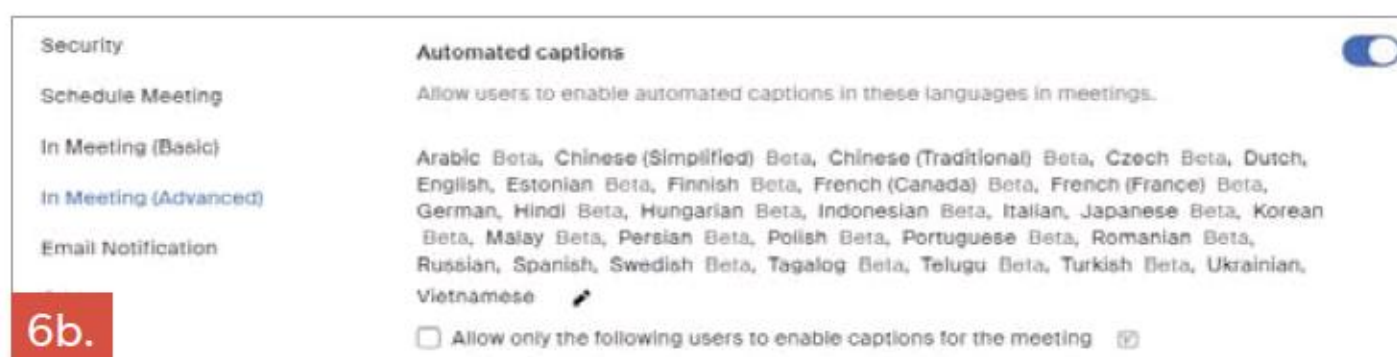 Security
Schedule Meeting
In Meeting (Basic)
In Meeting (Advanced)
Email Notification
Automated captions
Allow users to enable automated captions in these languages in meetings.
Arabic Beta, Chinese (Simplified) Beta, Chinese (Traditional) Beta, Czech Beta, Dutch,
English, Estonian Beta, Finnish Beta, French (Canada) Beta, French (France) Beta,
German, Hindi Beta, Hungarian Beta, Indonesian Beta, Italian, Japanese Beta, Korean
Beta, Malay Beta, Persian Beta, Polish Beta, Portuguese Beta, Romanian Beta,
Russian, Spanish, Swedish Beta, Tagalog Beta, Telugu Beta, Turkish Beta, Ukrainian,
Vietnamese
Allow only the following users to enable captions for the meeting
6b.